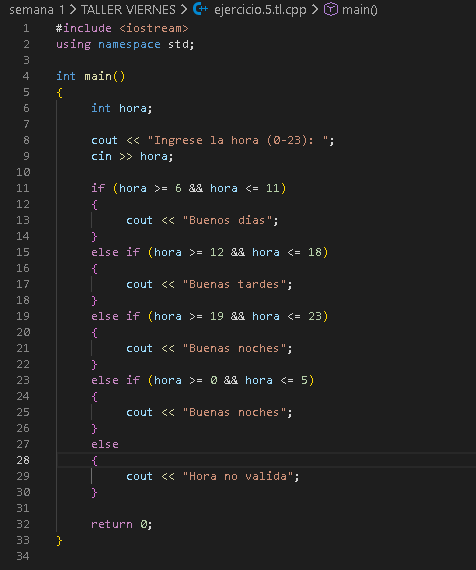 semana 1 > TALLER VIERNES > ejercicio.5.tl.cpp > main()
1 #include <iostream>
2 using namespace std;
3
4 int main()
5 {
6 int hora;
7
8 cout << "Ingrese la hora (0-23): ";
9 cin >> hora;
10
11 if (hora >= 6 && hora <= 11)
12 {
13 cout << "Buenos dias";
14 }
15 else if (hora >= 12 && hora <= 18)
16 {
17 cout << "Buenas tardes";
18 }
19 else if (hora >= 19 && hora <= 23)
20 {
21 cout << "Buenas noches";
22 }
23 else if (hora >= 0 && hora <= 5)
24 {
25 cout << "Buenas noches";
26 }
27 else
28 {
29 cout << "Hora no valida";
30 }
31
32 return 0;
33 }
34